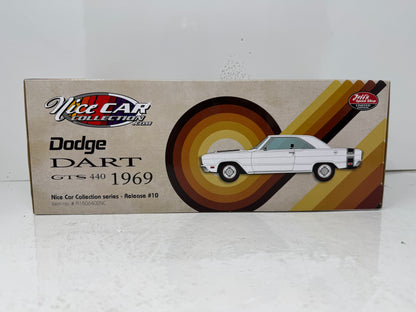 Nice CAR
COLLECTION
.com
Dodge
DART
GTS 440 1969
Nice Car Collection series - Release #10